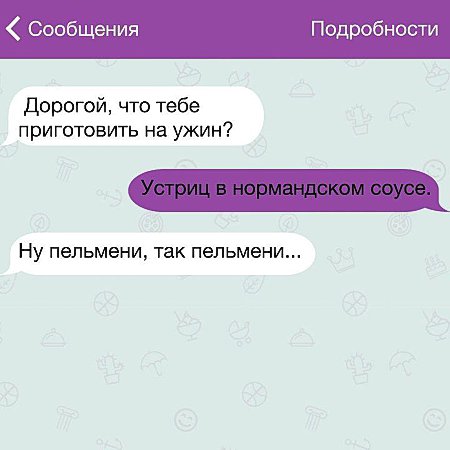 Сообщения Подробности
Дорогой, что тебе
приготовить на ужин?
Устриц в нормандском соусе.
Ну пельмени, так пельмени...